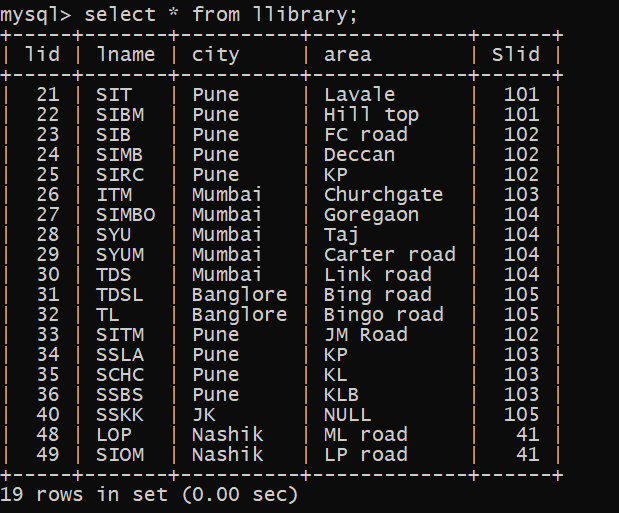 mysql> select * from llibrary;
+-----+-------+----------+-------------+------+
| lid | lname | city     | area        | Slid |
+-----+-------+----------+-------------+------+
|  21 | SIT   | Pune     | Lavale      |  101 |
|  22 | SIBM  | Pune     | Hill top    |  101 |
|  23 | SIB   | Pune     | FC road     |  102 |
|  24 | SIMB  | Pune     | Deccan      |  102 |
|  25 | SIRC  | Pune     | KP          |  102 |
|  26 | ITM   | Mumbai   | Churchgate  |  103 |
|  27 | SIMBO | Mumbai   | Goregaon    |  104 |
|  28 | SYU   | Mumbai   | Taj         |  104 |
|  29 | SYUM  | Mumbai   | Carter road |  104 |
|  30 | TDS   | Mumbai   | Link road   |  104 |
|  31 | TDSL  | Banglore | Bing road   |  105 |
|  32 | TL    | Banglore | Bingo road  |  105 |
|  33 | SITM  | Pune     | JM Road     |  102 |
|  34 | SSLA  | Pune     | KP          |  103 |
|  35 | SCHC  | Pune     | KL          |  103 |
|  36 | SSBS  | Pune     | KLB         |  103 |
|  40 | SSKK  | JK       | NULL        |  105 |
|  48 | LOP   | Nashik   | ML road     |   41 |
|  49 | SIOM  | Nashik   | LP road     |   41 |
+-----+-------+----------+-------------+------+
19 rows in set (0.00 sec)